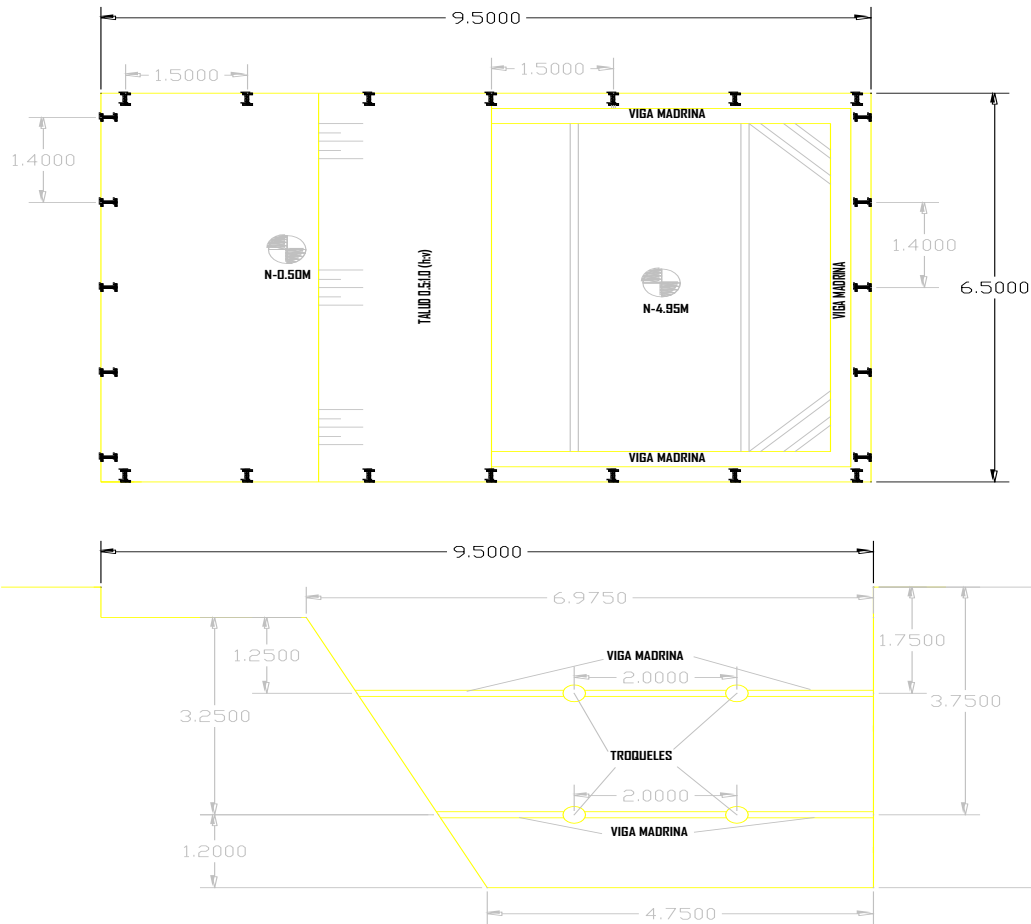 9.5000
1.5000
1.5000
VIGA MADRINA
1.4000
1.4000
N-0.50M
TALUD 0.5:1.0 (h:v)
N-4.95M
VIGA MADRINA
6.5000
VIGA MADRINA
9.5000
6.9750
1.2500
1.7500
VIGA MADRINA
2.0000
3.2500
3.7500
TROQUELES
2.0000
VIGA MADRINA
1.2000
4.7500